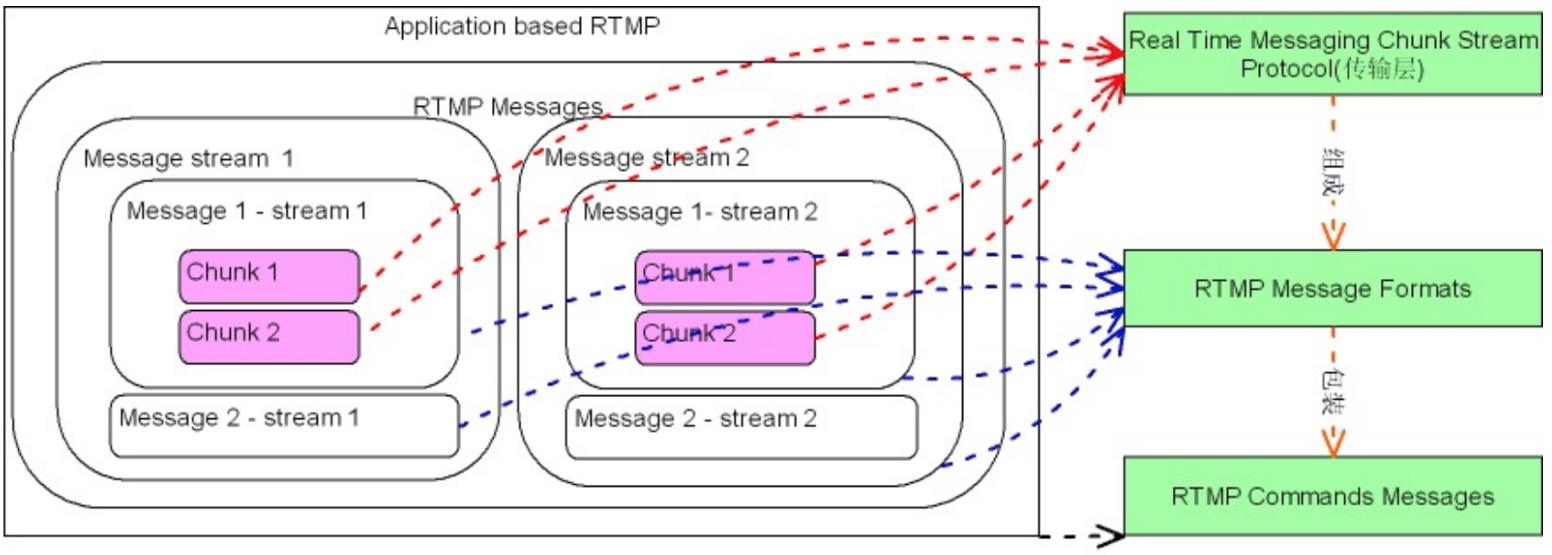 Application based RTMP
RTMP Messages
Message stream 1
Message 1 - stream 1
Chunk 1
Chunk 2
Message 2 - stream 1
Message stream 2
Message 1- stream 2
Chunk 1
Chunk 2
Message 2 - stream 2
Real Time Messaging Chunk Stream
Protocol(传输层)
组成
RTMP Message Formats
包装
RTMP Commands Messages